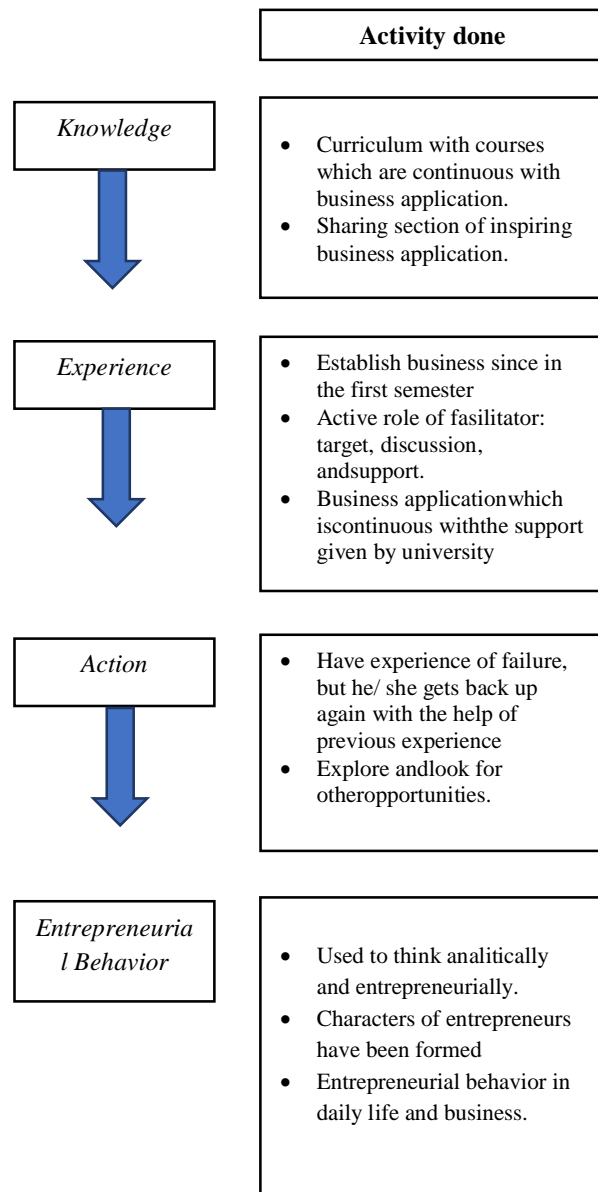 Activity done
Knowledge
• Curriculum with courses
which are continuous with
business application.
• Sharing section of inspiring
business application.
Experience
• Establish business since in
the first semester
• Active role of fasilitator:
target, discussion,
andsupport.
• Business applicationwhich
iscontinuous withthe support
given by university
Action
• Have experience of failure,
but he/ she gets back up
again with the help of
previous experience
• Explore andlook for
otheropportunities.
Entrepreneuria
l Behavior
• Used to think analitically
and entrepreneurially.
• Characters of entrepreneurs
have been formed
• Entrepreneurial behavior in
daily life and business.